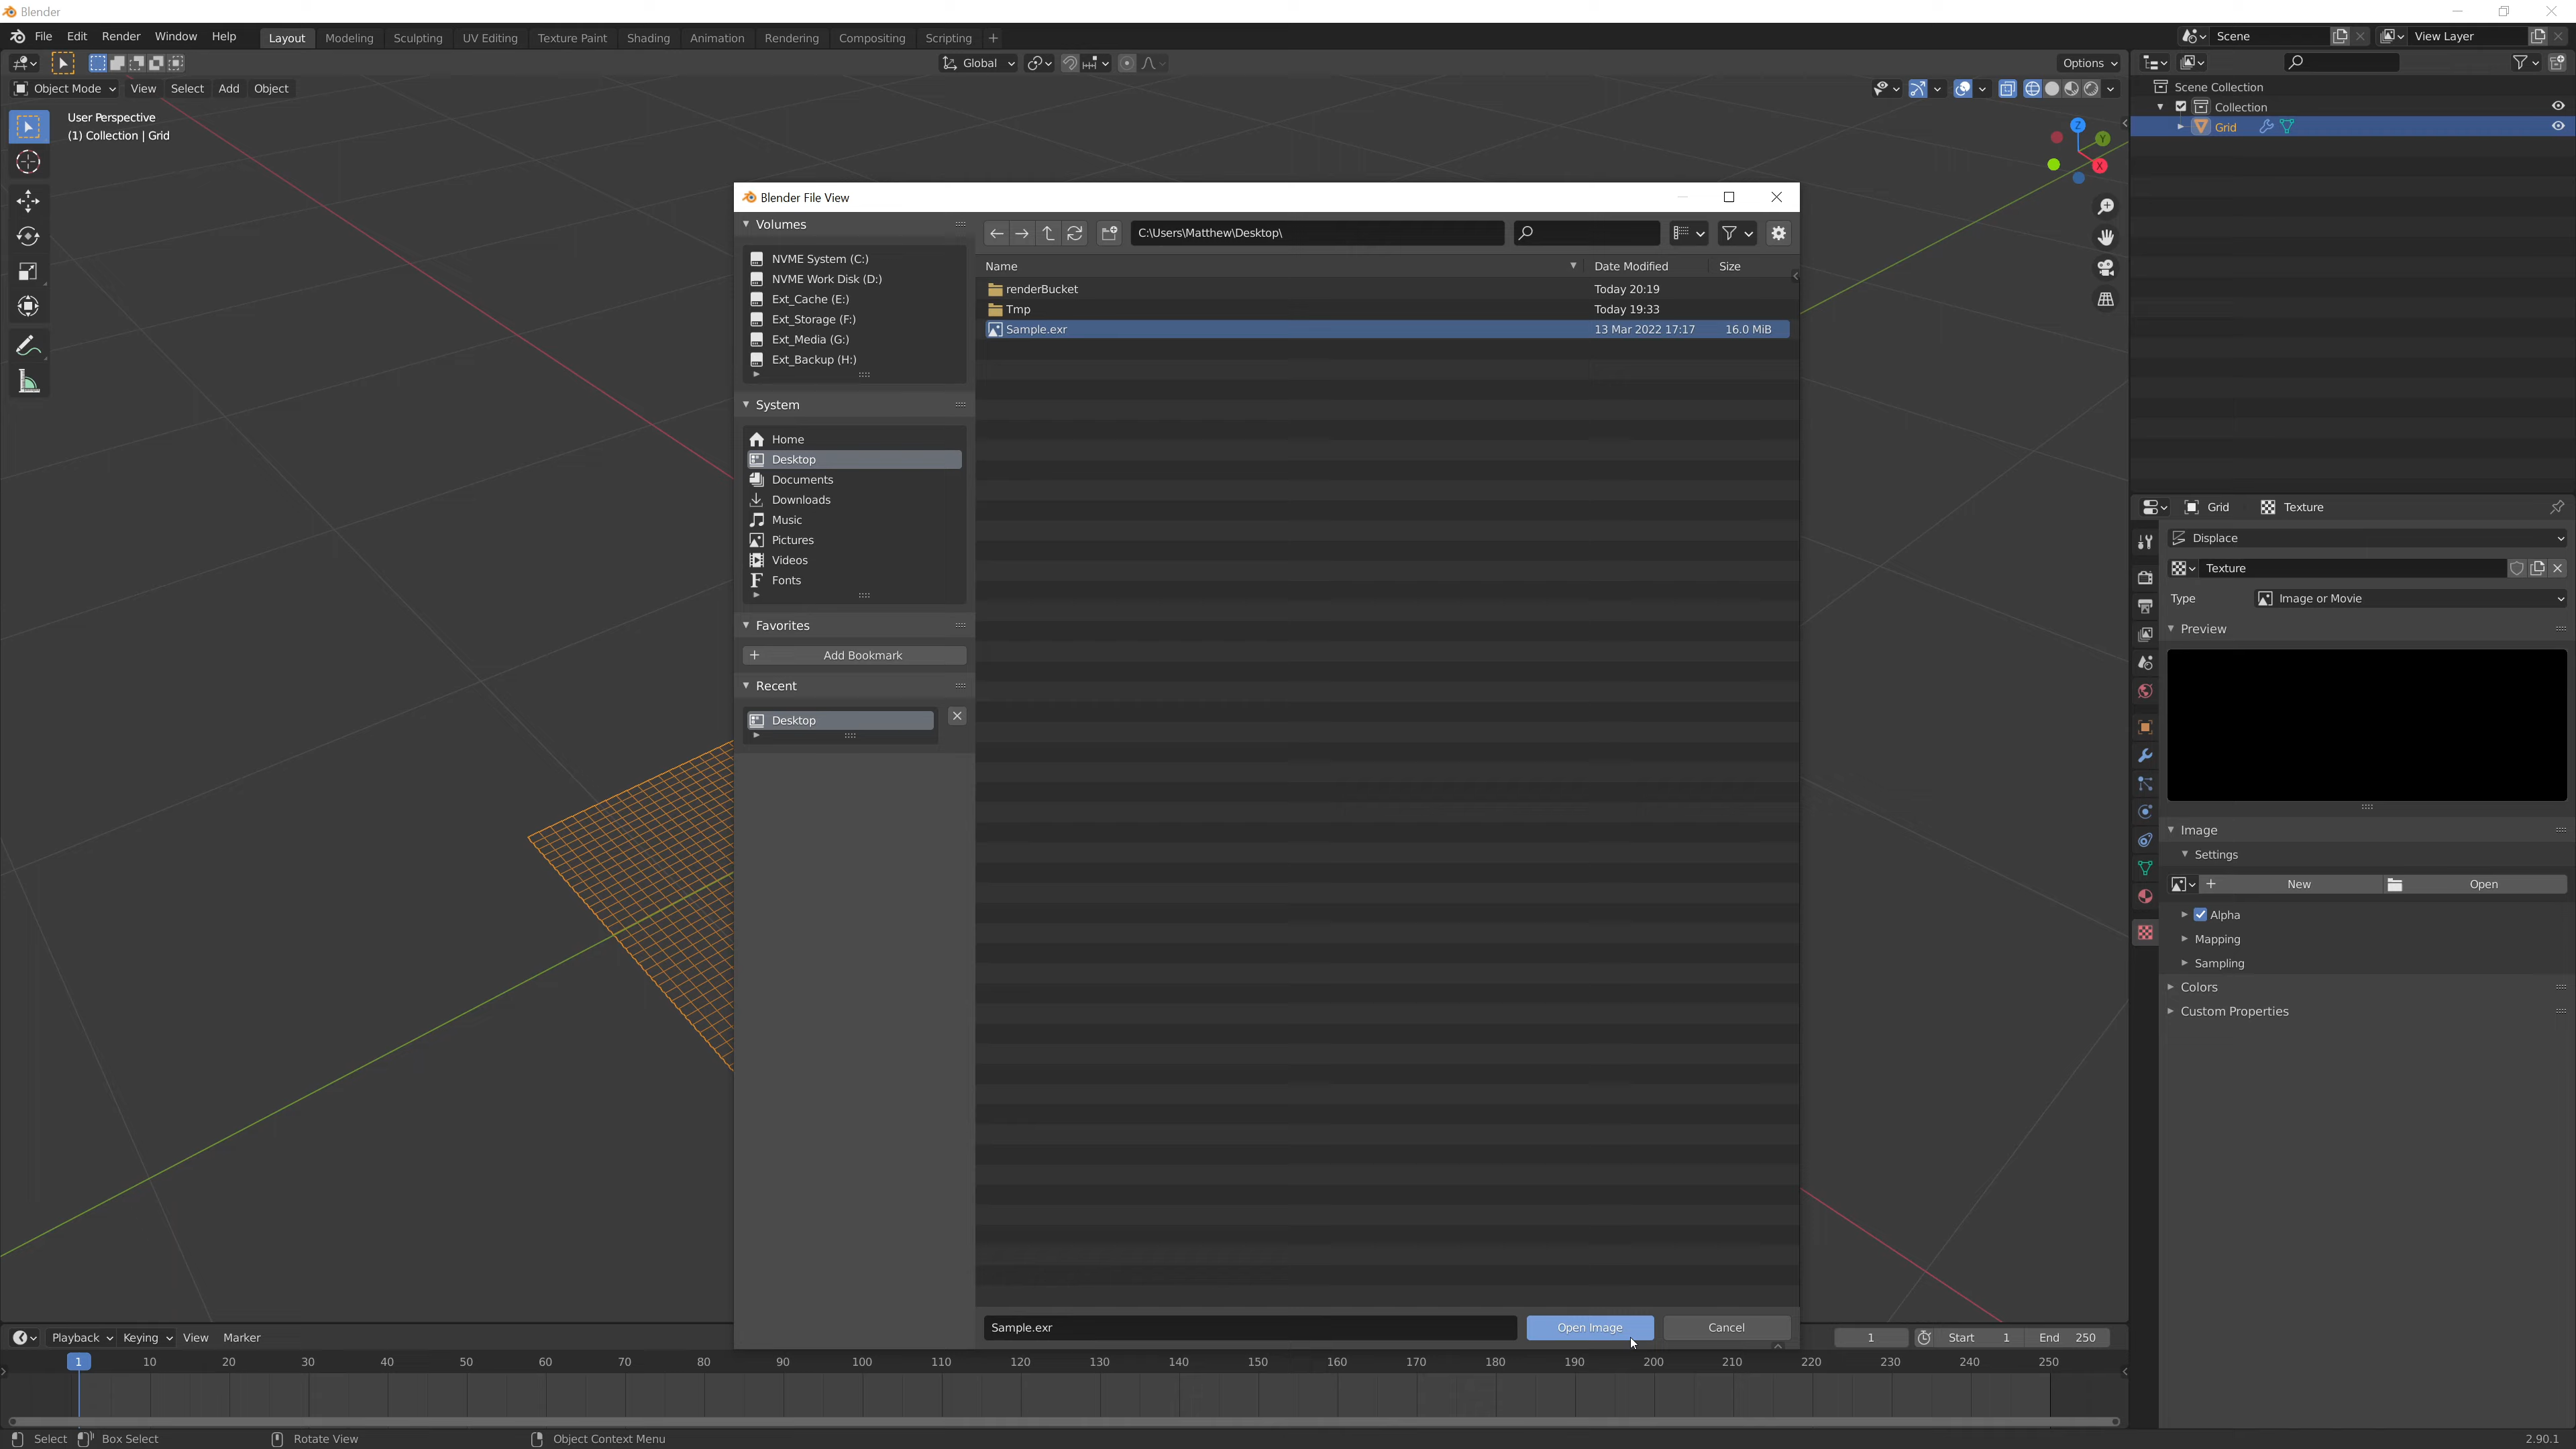 Blender
File Edit Render Window Help Layout Modeling Sculpting UV Editing Texture Paint Shading Animation Rendering Compositing Scripting +
Scene View Layer
Global Options
Object Mode View Select Add Object
User Perspective
(1) Collection | Grid
Z
Y
X
Scene Collection
Collection
Grid
Blender File View
Volumes
NVME System (C:)
NVME Work Disk (D:)
Ext_Cache (E:)
Ext_Storage (F:)
Ext_Media (G:)
Ext_Backup (H:)
System
Home
Desktop
Documents
Downloads
Music
Pictures
Videos
Fonts
Favorites
Add Bookmark
Recent
Desktop
C:\Users\Matthew\Desktop\
Name Date Modified Size
renderBucket Today 20:19
Tmp Today 19:33
Sample.exr 13 Mar 2022 17:17 16.0 MiB
Sample.exr Open Image Cancel
Grid Texture
Displace
Texture
Type Image or Movie
Preview
Image
Settings
New Open
Alpha
Mapping
Sampling
Colors
Custom Properties
Playback Keying View Marker 1 Start 1 End 250
1 10 20 30 40 50 60 70 80 90 100 110 120 130 140 150 160 170 180 190 200 210 220 230 240 250
Select Box Select Rotate View Object Context Menu 2.90.1